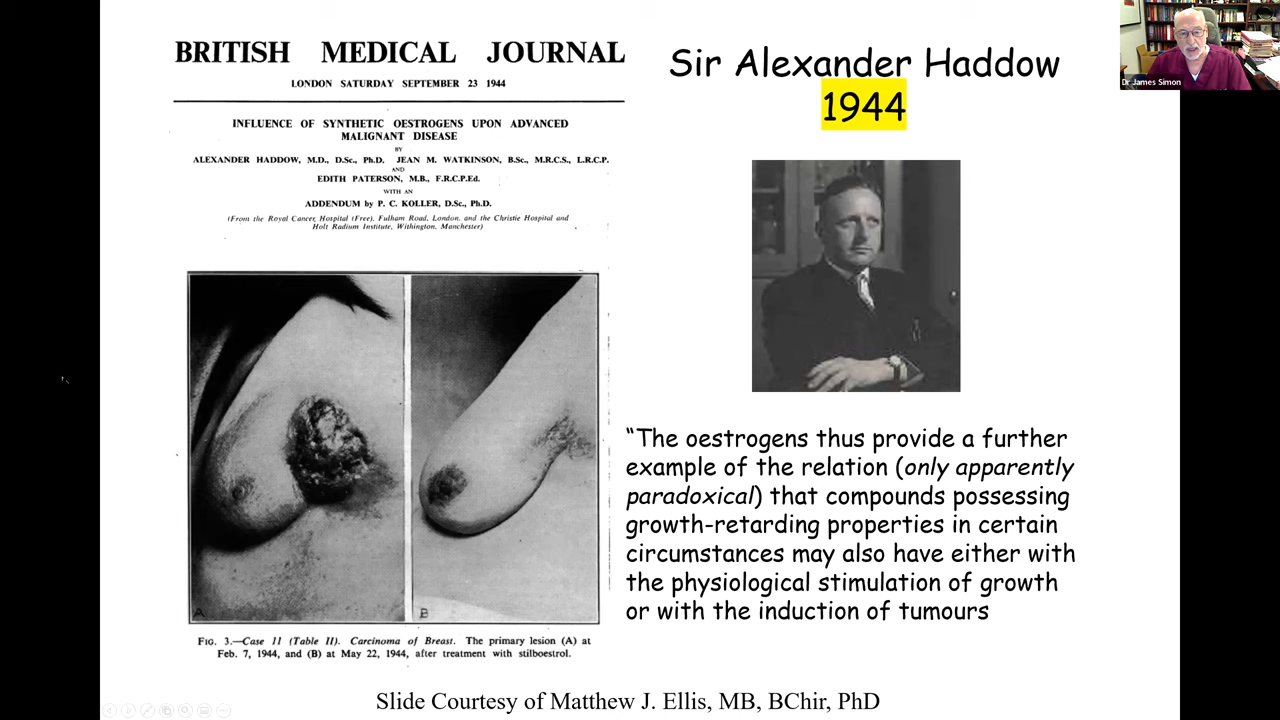 BRITISH MEDICAL JOURNAL
LONDON SATURDAY SEPTEMBER 23 1944
INFLUENCE OF SYNTHETIC OESTROGENS UPON ADVANCED
MALIGNANT DISEASE
BY
ALEXANDER HADDOW, M.D., D.Sc., Ph.D. JEAN M. WATKINSON, B.Sc., M.R.C.S., L.R.C.P.
AND
EDITH PATERSON, M.B., F.R.C.P.Ed.
WITH AN
ADDENDUM BY P. C. KOLLER, D.Sc., Ph.D.
(From the Royal Cancer Hospital (Free), Fulham Road, London, and the Christie Hospital and
Holt Radium Institute, Withington, Manchester)
A
B
FIG. 3.—Case 11 (Table II). Carcinoma of Breast. The primary lesion (A) at
Feb. 7, 1944, and (B) at May 22, 1944, after treatment with stilboestrol.
Sir Alexander Haddow
1944
“The oestrogens thus provide a further
example of the relation (only apparently
paradoxical) that compounds possessing
growth-retarding properties in certain
circumstances may also have either with
the physiological stimulation of growth
or with the induction of tumours
Slide Courtesy of Matthew J. Ellis, MB, BChir, PhD
Dr James Simon